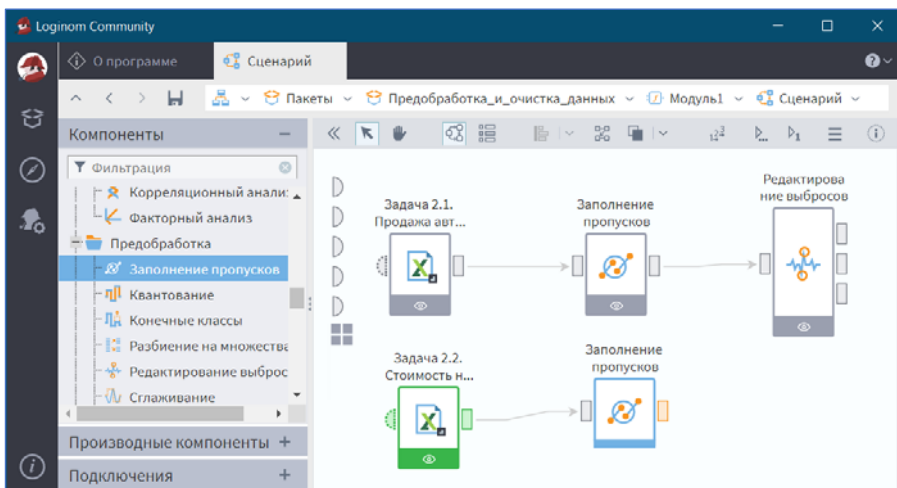 Loginom Community
О программе
Сценарий
Пакеты
Предобработка_и_очистка_данных
Модуль1
Сценарий
Компоненты
Фильтрация
Корреляционный анали
Факторный анализ
Предобработка
Заполнение пропусков
Квантование
Конечные классы
Разбиение на множества
Редактирование выброс
Сглаживание
Производные компоненты
Подключения
Задача 2.1.
Продажа авт...
Заполнение
пропусков
Редактирова
ние выбросов
Задача 2.2.
Стоимость н...
Заполнение
пропусков